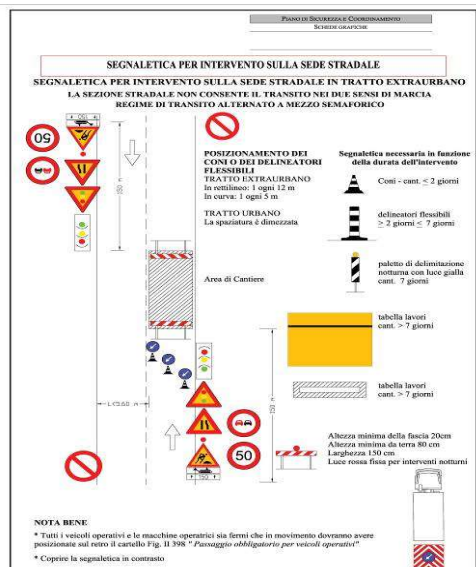 PIANO DI SICUREZZA E COORDINAMENTO
SCHEDE GRAFICHE
SEGNALETICA PER INTERVENTO SULLA SEDE STRADALE
SEGNALETICA PER INTERVENTO SULLA SEDE STRADALE IN TRATTO EXTRAURBANO
LA SEZIONE STRADALE NON CONSENTE IL TRANSITO NEI DUE SENSI DI MARCIA
REGIME DI TRANSITO ALTERNATO A MEZZO SEMAFORICO
150
50
150 m
POSIZIONAMENTO DEI
CONI O DEI DELINEATORI
FLESSIBILI
TRATTO EXTRAURBANO
In rettilineo: 1 ogni 12 m
In curva: 1 ogni 5 m
TRATTO URBANO
La spaziatura è dimezzata
Segnaletica necessaria in funzione
della durata dell'intervento
Coni - cant. ≤ 2 giorni
delineatori flessibili
≥ 2 giorni ≤ 7 giorni
paletto di delimitazione
notturna con luce gialla
cant. 7 giorni
Area di Cantiere
tabella lavori
cant. > 7 giorni
tabella lavori
cant. > 7 giorni
L<5.60 m
150 m
50
150
Altezza minima della fascia 20cm
Altezza minima da terra 80 cm
Larghezza 150 cm
Luce rossa fissa per interventi notturni
NOTA BENE
* Tutti i veicoli operativi e le macchine operatrici sia fermi che in movimento dovranno avere
posizionate sul retro il cartello Fig. II 398 "Passaggio obbligatorio per veicoli operativi"
* Coprire la segnaletica in contrasto